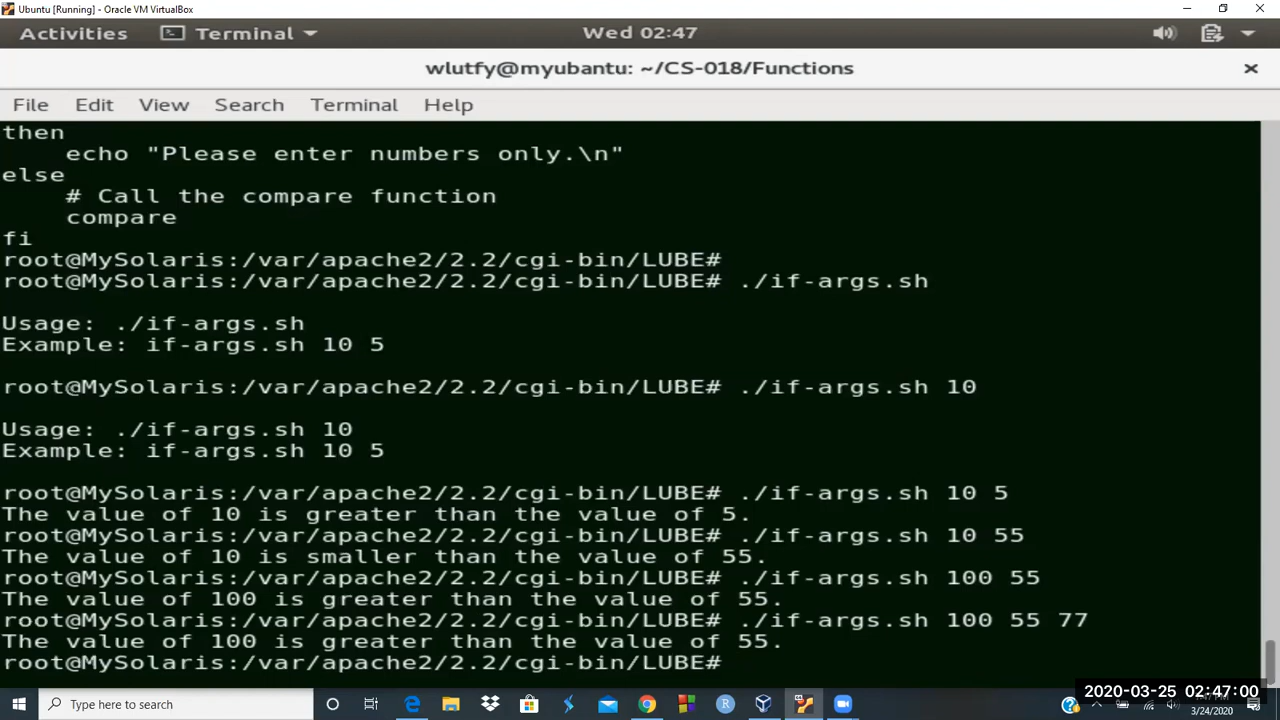 Ubuntu [Running] - Oracle VM VirtualBox
Activities Terminal Wed 02:47
wlutfy@myubantu: ~/CS-018/Functions
File Edit View Search Terminal Help
then
echo "Please enter numbers only.\n"
else
# Call the compare function
compare
fi
root@MySolaris:/var/apache2/2.2/cgi-bin/LUBE#
root@MySolaris:/var/apache2/2.2/cgi-bin/LUBE# ./if-args.sh
Usage: ./if-args.sh
Example: if-args.sh 10 5
root@MySolaris:/var/apache2/2.2/cgi-bin/LUBE# ./if-args.sh 10
Usage: ./if-args.sh 10
Example: if-args.sh 10 5
root@MySolaris:/var/apache2/2.2/cgi-bin/LUBE# ./if-args.sh 10 5
The value of 10 is greater than the value of 5.
root@MySolaris:/var/apache2/2.2/cgi-bin/LUBE# ./if-args.sh 10 55
The value of 10 is smaller than the value of 55.
root@MySolaris:/var/apache2/2.2/cgi-bin/LUBE# ./if-args.sh 100 55
The value of 100 is greater than the value of 55.
root@MySolaris:/var/apache2/2.2/cgi-bin/LUBE# ./if-args.sh 100 55 77
The value of 100 is greater than the value of 55.
root@MySolaris:/var/apache2/2.2/cgi-bin/LUBE#
Type here to search
2020-03-25 02:47:00
3/24/2020